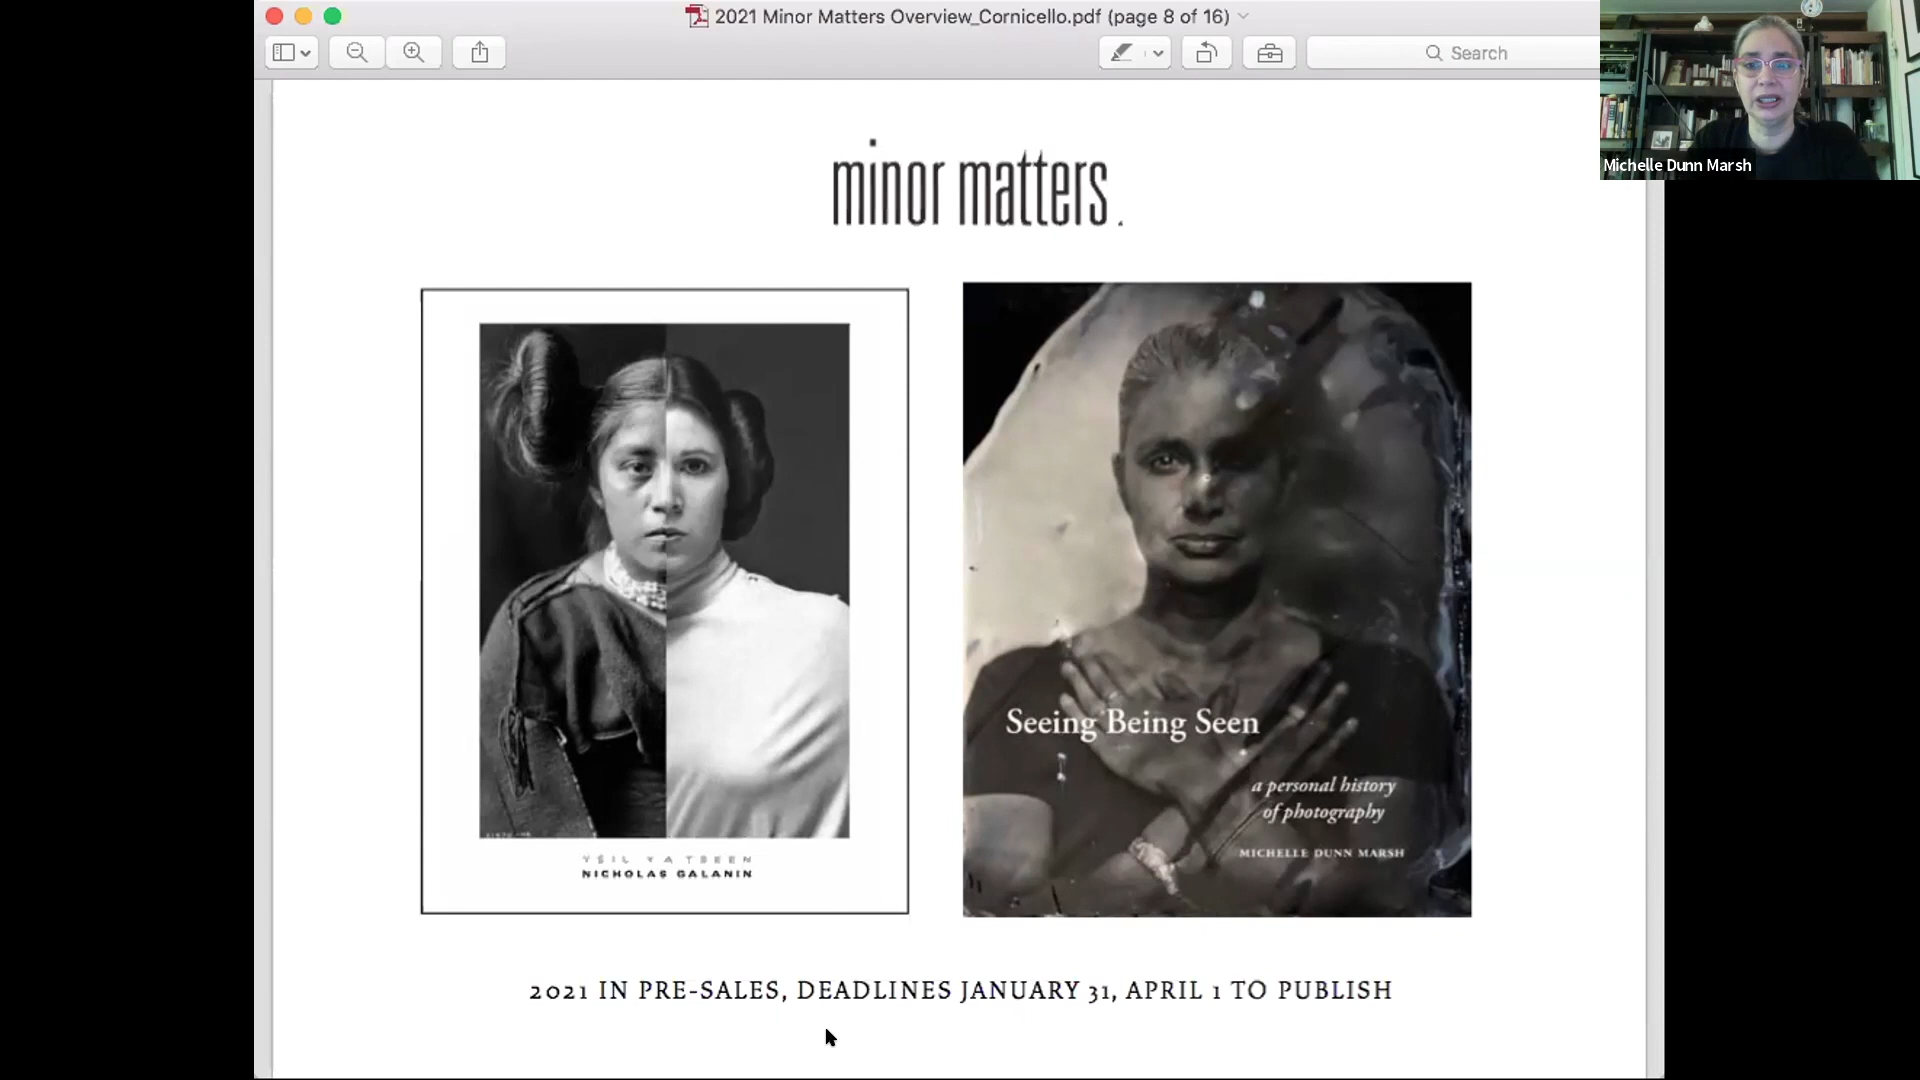 2021 Minor Matters Overview_Cornicello.pdf (page 8 of 16)
Search
Michelle Dunn Marsh
minor matters.
YÉIL YA TSEEN
NICHOLAS GALANIN
Seeing Being Seen
a personal history
of photography
MICHELLE DUNN MARSH
2021 IN PRE-SALES, DEADLINES JANUARY 31, APRIL 1 TO PUBLISH